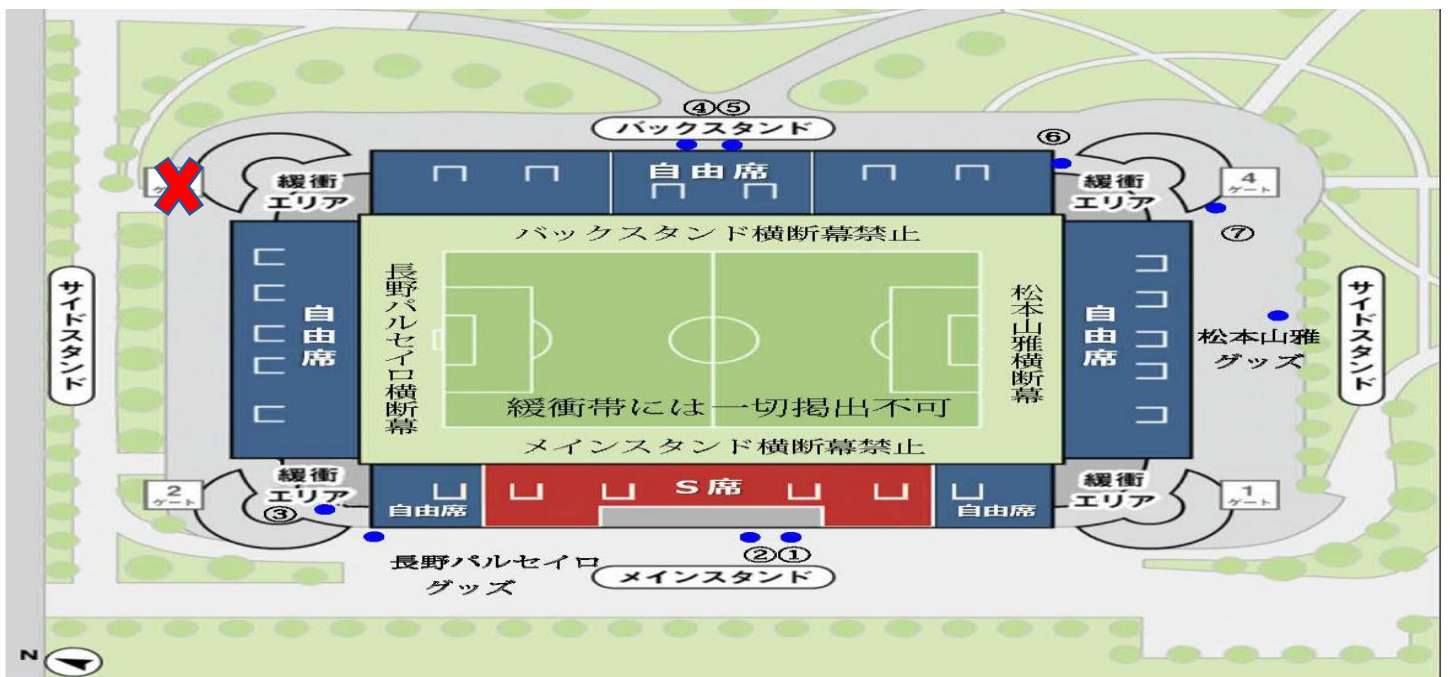 ④⑤
バックスタンド
⑥
ゲ
緩衝
エリア
自由席
緩衝
エリア
4
ゲート
⑦
バックスタンド横断幕禁止
サイドスタンド
自由席
長野パルセイロ横断幕
松本山雅横断幕
自由席
松本山雅
グッズ
サイドスタンド
緩衝帯には一切掲出不可
メインスタンド横断幕禁止
2
ゲート
緩衝
エリア
③
自由席
S席
自由席
緩衝
エリア
1
ゲート
長野パルセイロ
グッズ
②①
メインスタンド
N